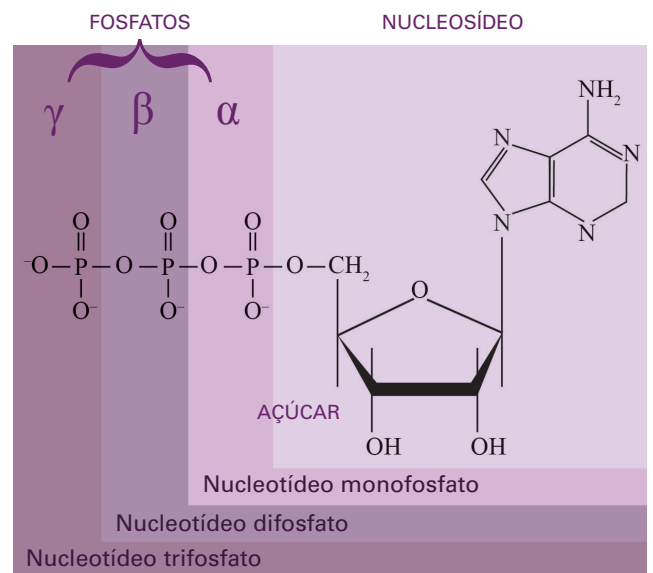 FOSFATOS NUCLEOSÍDEO
γ β α
NH₂
N N
N N
O O O
⁻O–P–O–P–O–P–O–CH₂
O⁻ O⁻ O⁻
O
AÇÚCAR
OH OH
Nucleotídeo monofosfato
Nucleotídeo difosfato
Nucleotídeo trifosfato